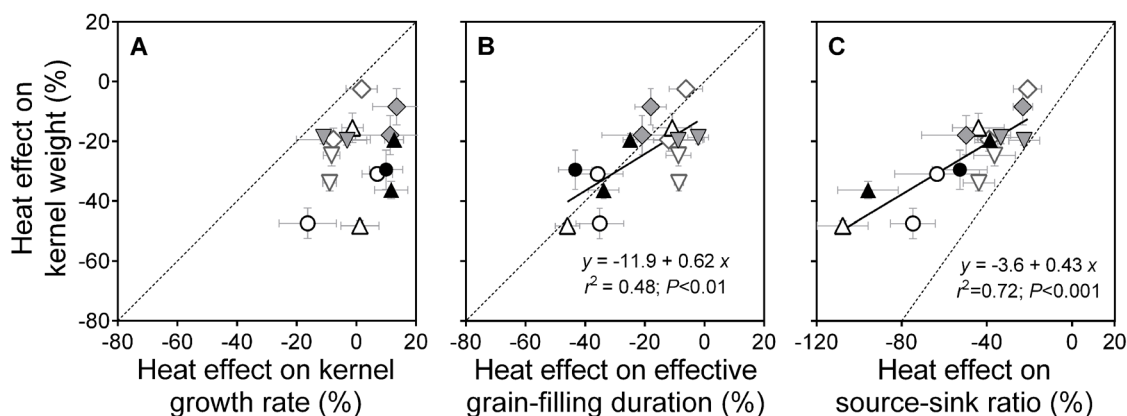 Heat effect on
kernel weight (%)
20
0
-20
-40
-60
-80
A
-80 -60 -40 -20 0 20
Heat effect on kernel
growth rate (%)
B
y = -11.9 + 0.62 x
r² = 0.48; P<0.01
-80 -60 -40 -20 0 20
Heat effect on effective
grain-filling duration (%)
C
y = -3.6 + 0.43 x
r²=0.72; P<0.001
-120 -80 -40 0 20
Heat effect on
source-sink ratio (%)